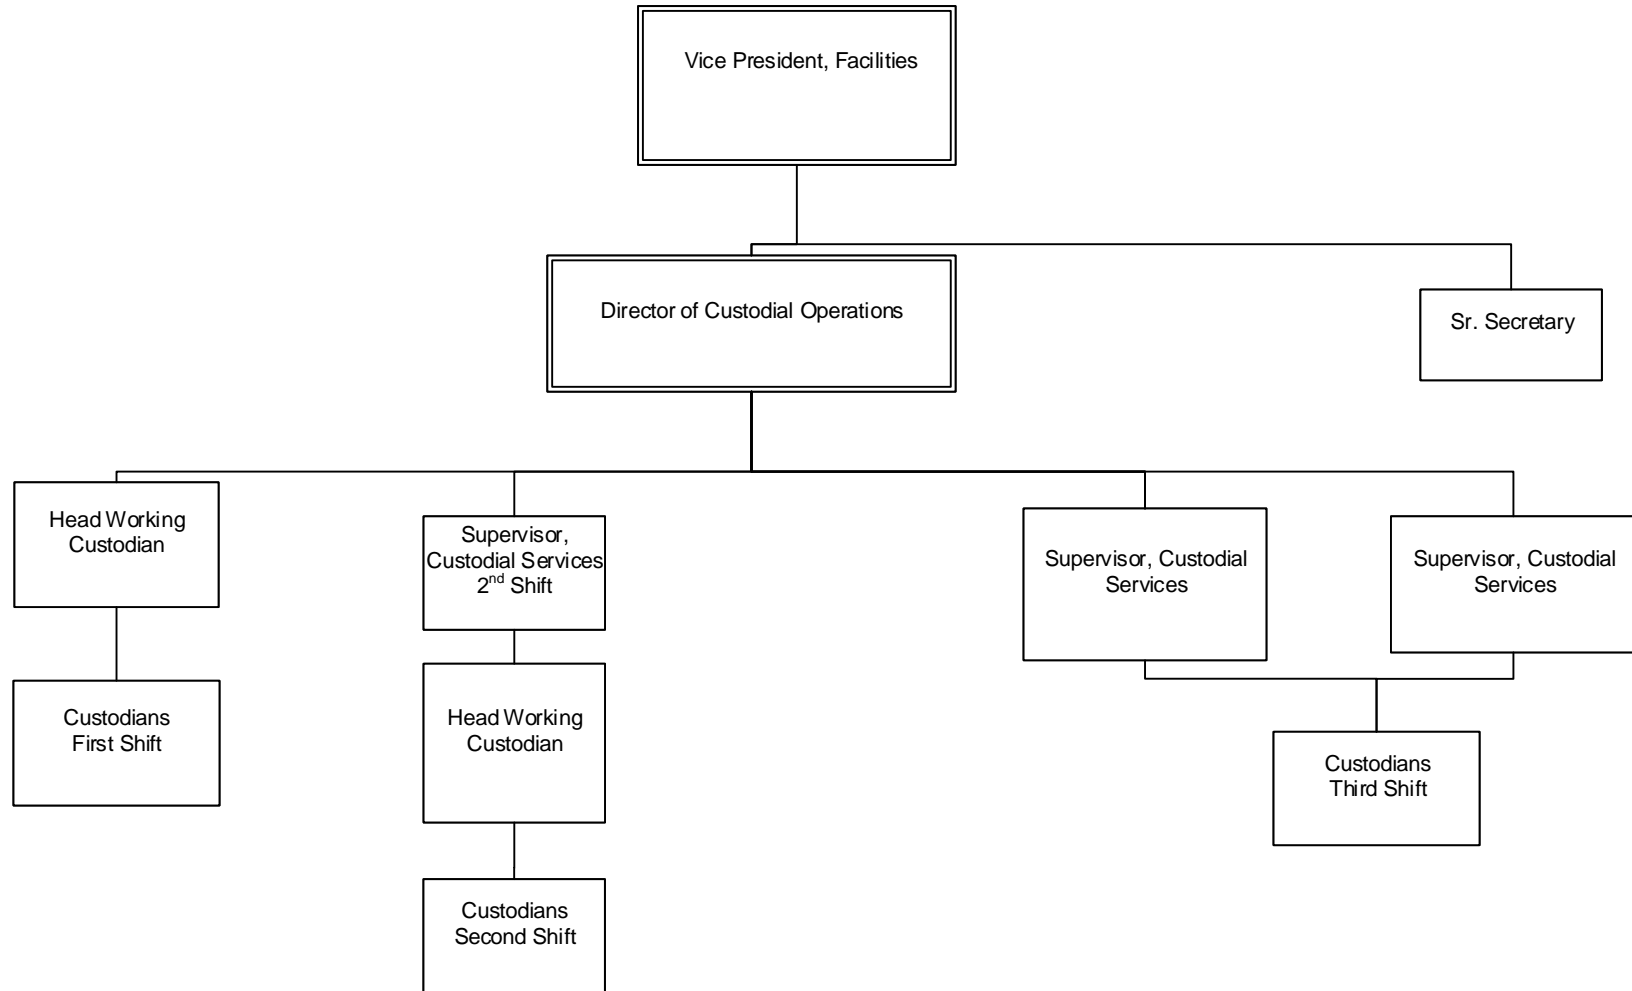 Vice President, Facilities
Director of Custodial Operations
Sr. Secretary
Head Working
Custodian
Supervisor,
Custodial Services
2nd Shift
Supervisor, Custodial
Services
Supervisor, Custodial
Services
Custodians
First Shift
Head Working
Custodian
Custodians
Third Shift
Custodians
Second Shift